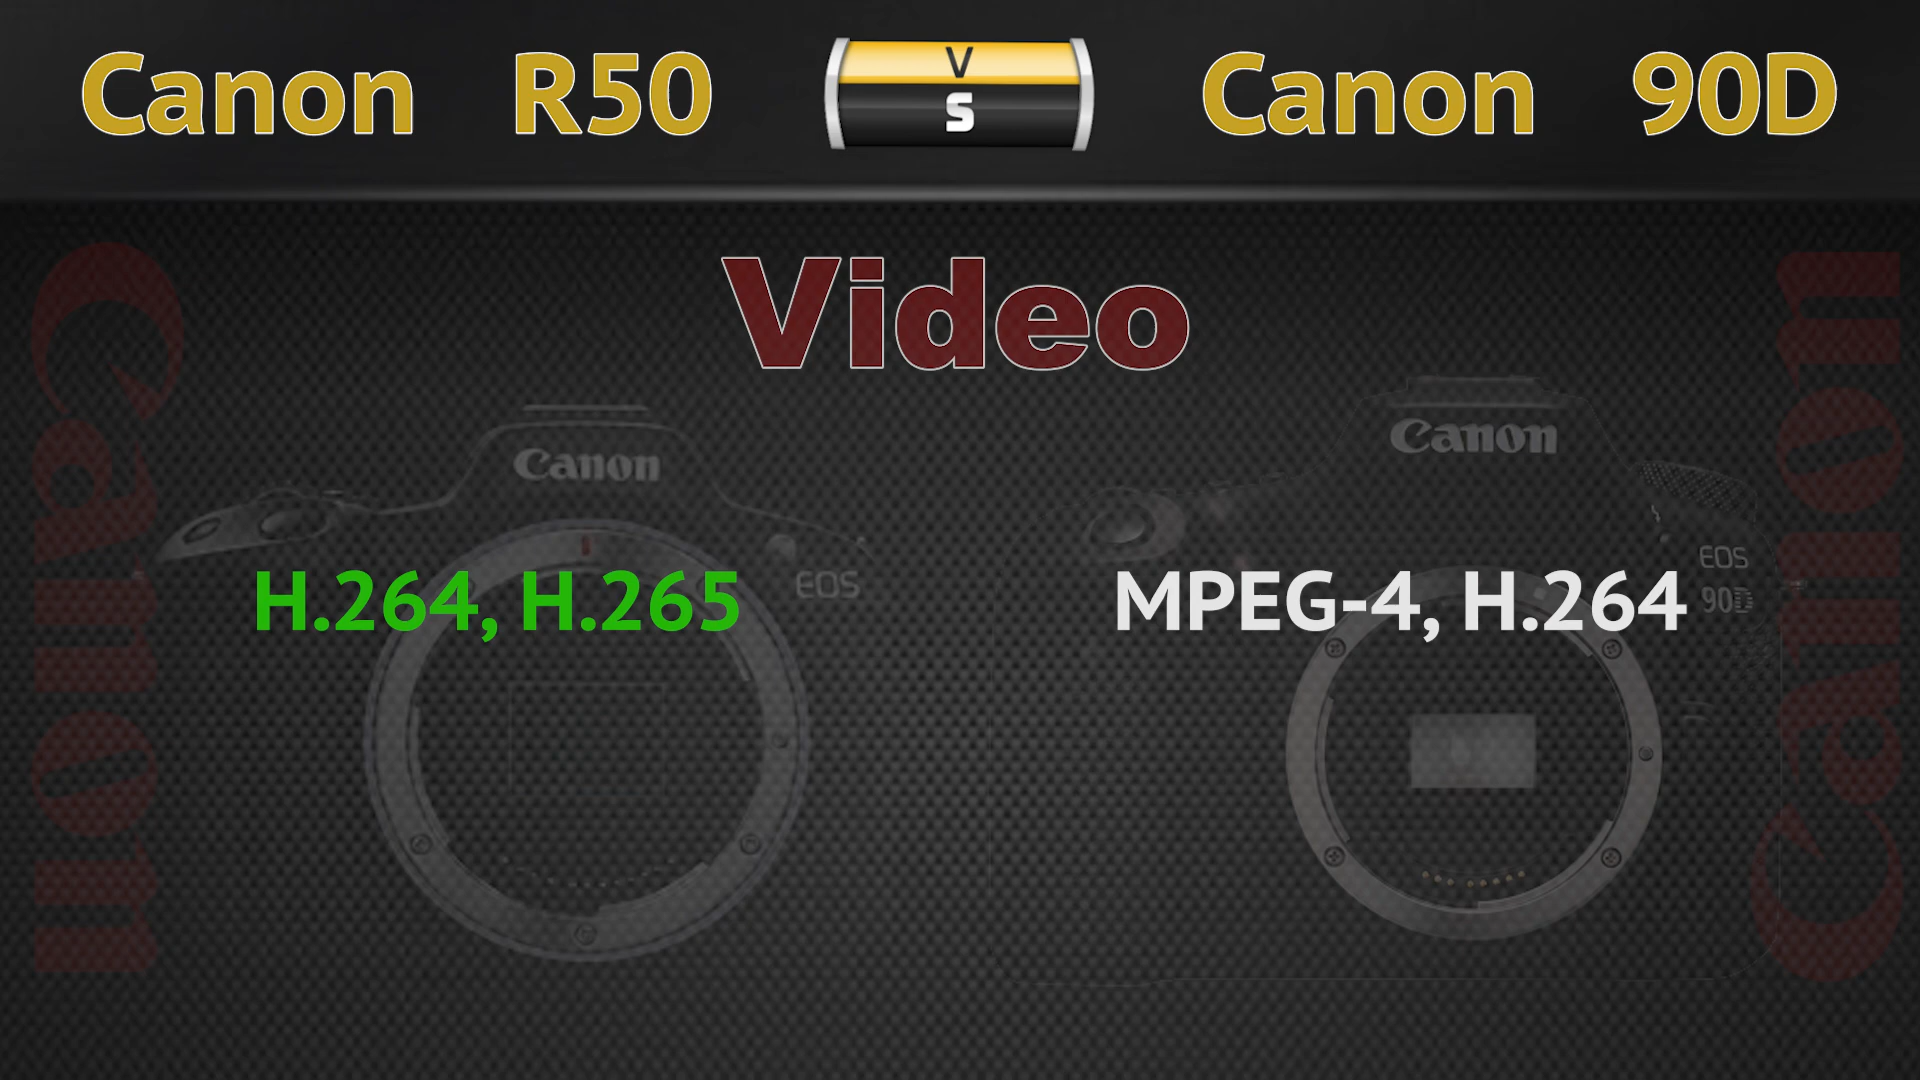 Canon R50 V S Canon 90D
Video
Canon
Canon
Canon
Canon
EOS
EOS
90D
H.264, H.265
MPEG-4, H.264